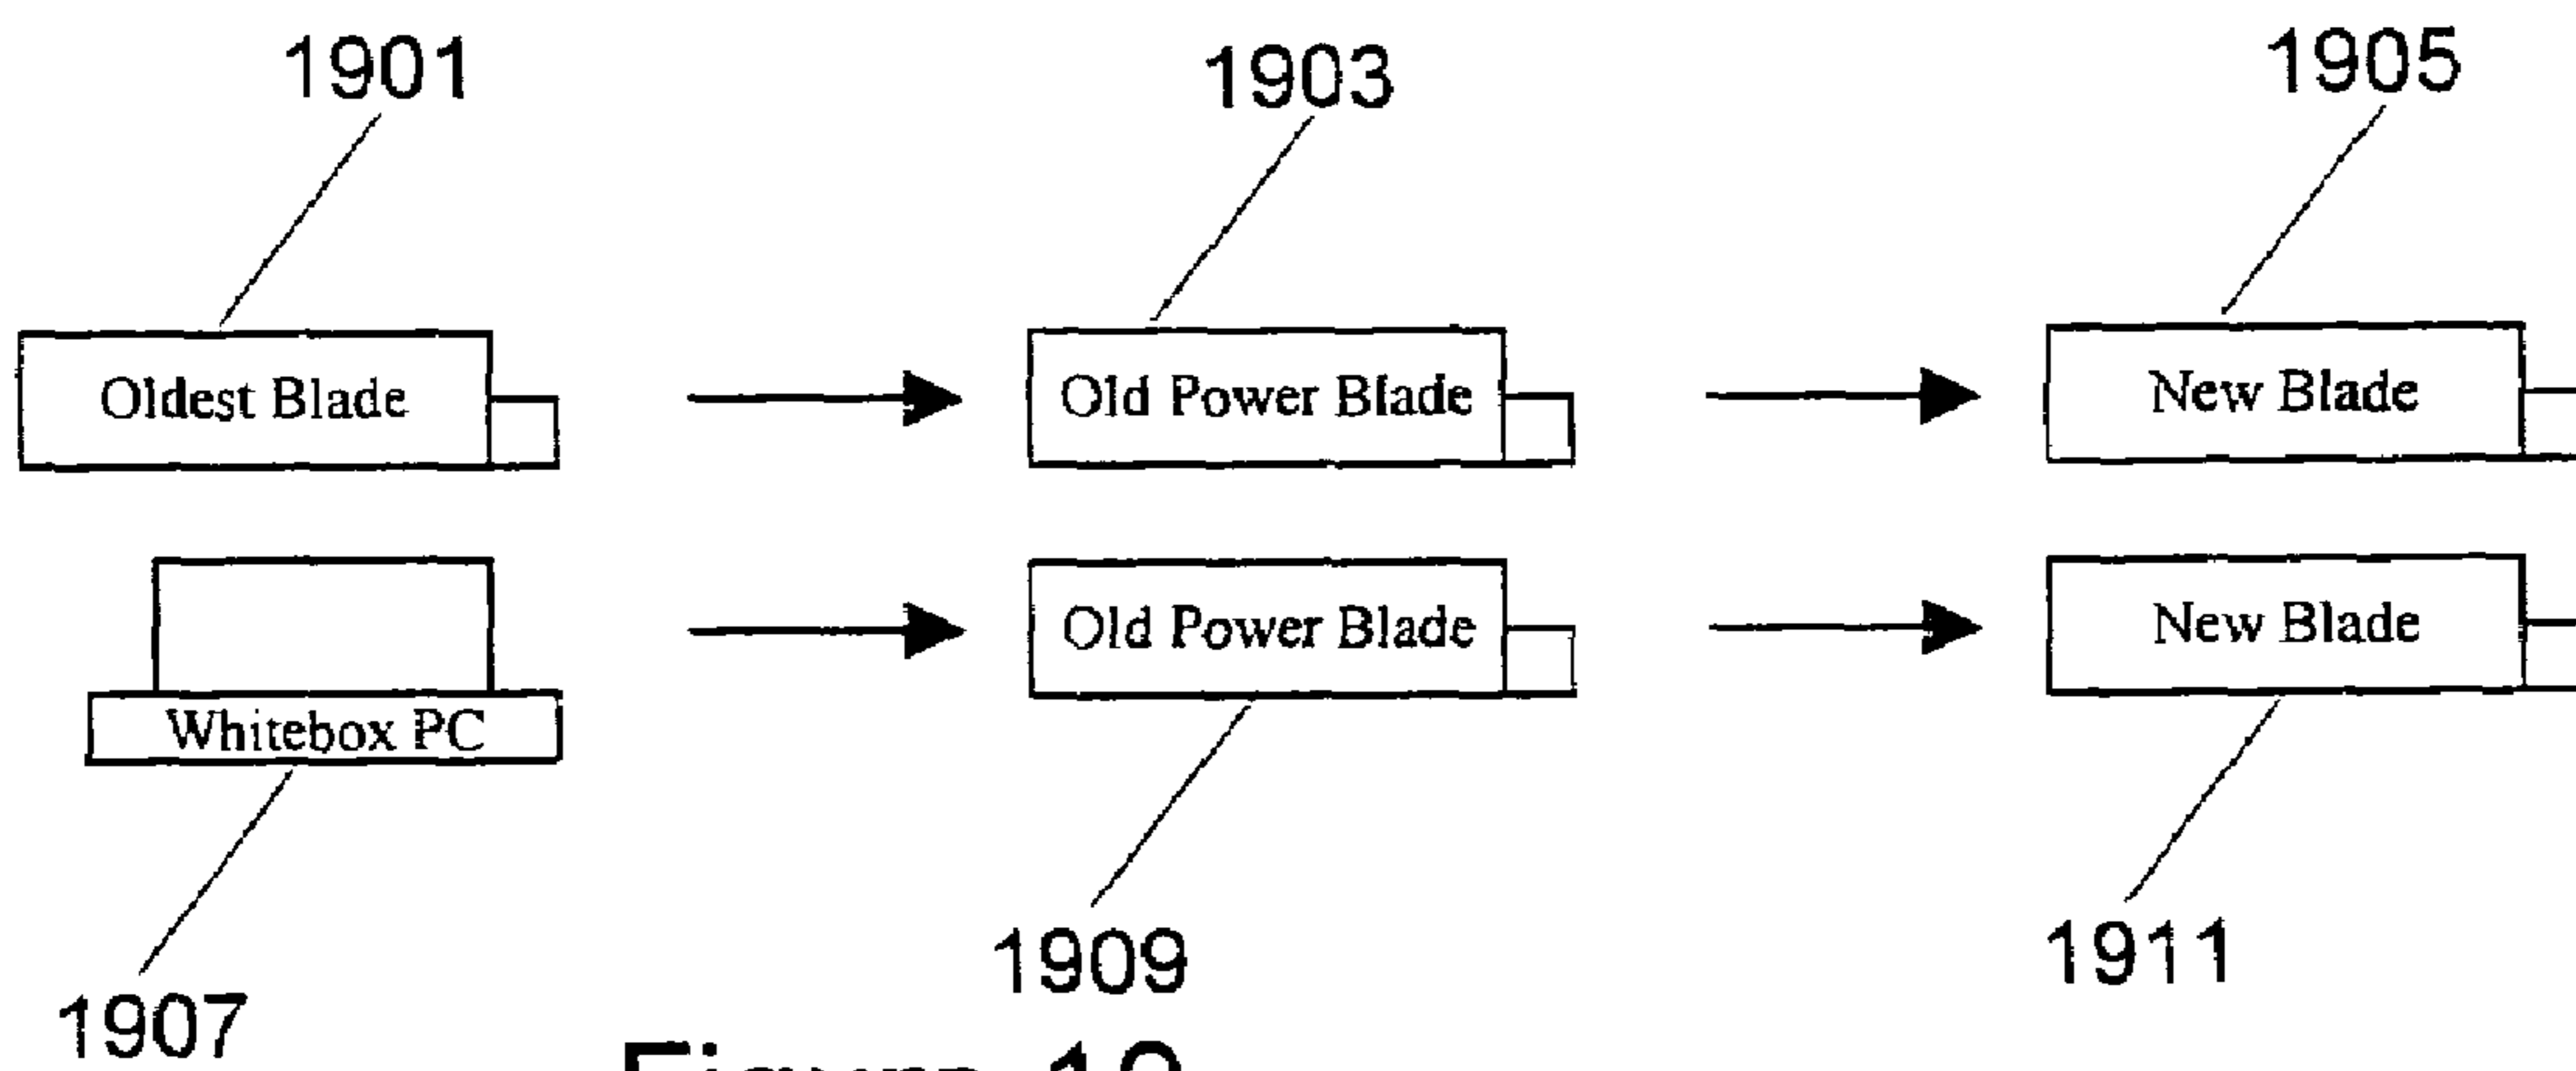 1901 1903 1905
Oldest Blade Old Power Blade New Blade
Old Power Blade New Blade
Whitebox PC
1909 1911
1907